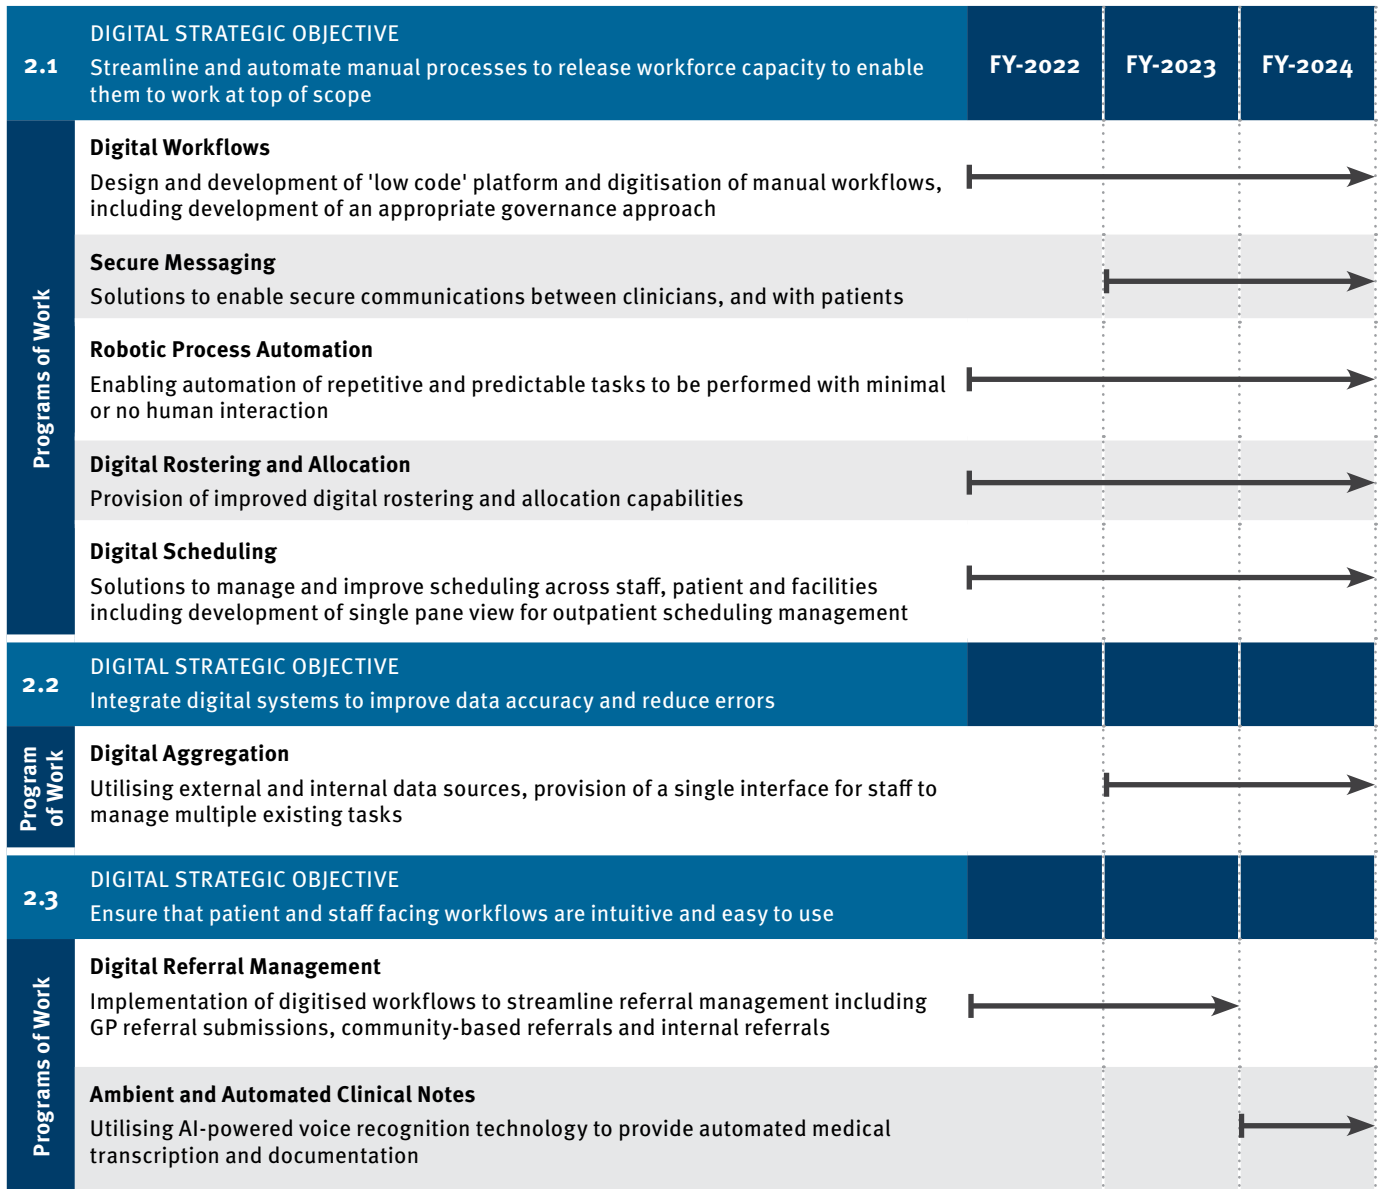 2.1
DIGITAL STRATEGIC OBJECTIVE
Streamline and automate manual processes to release workforce capacity to enable
them to work at top of scope
FY-2022
FY-2023
FY-2024
Programs of Work
Digital Workflows
Design and development of 'low code' platform and digitisation of manual workflows,
including development of an appropriate governance approach
Secure Messaging
Solutions to enable secure communications between clinicians, and with patients
Robotic Process Automation
Enabling automation of repetitive and predictable tasks to be performed with minimal
or no human interaction
Digital Rostering and Allocation
Provision of improved digital rostering and allocation capabilities
Digital Scheduling
Solutions to manage and improve scheduling across staff, patient and facilities
including development of single pane view for outpatient scheduling management
2.2
DIGITAL STRATEGIC OBJECTIVE
Integrate digital systems to improve data accuracy and reduce errors
Program
of Work
Digital Aggregation
Utilising external and internal data sources, provision of a single interface for staff to
manage multiple existing tasks
2.3
DIGITAL STRATEGIC OBJECTIVE
Ensure that patient and staff facing workflows are intuitive and easy to use
Programs of Work
Digital Referral Management
Implementation of digitised workflows to streamline referral management including
GP referral submissions, community-based referrals and internal referrals
Ambient and Automated Clinical Notes
Utilising AI-powered voice recognition technology to provide automated medical
transcription and documentation